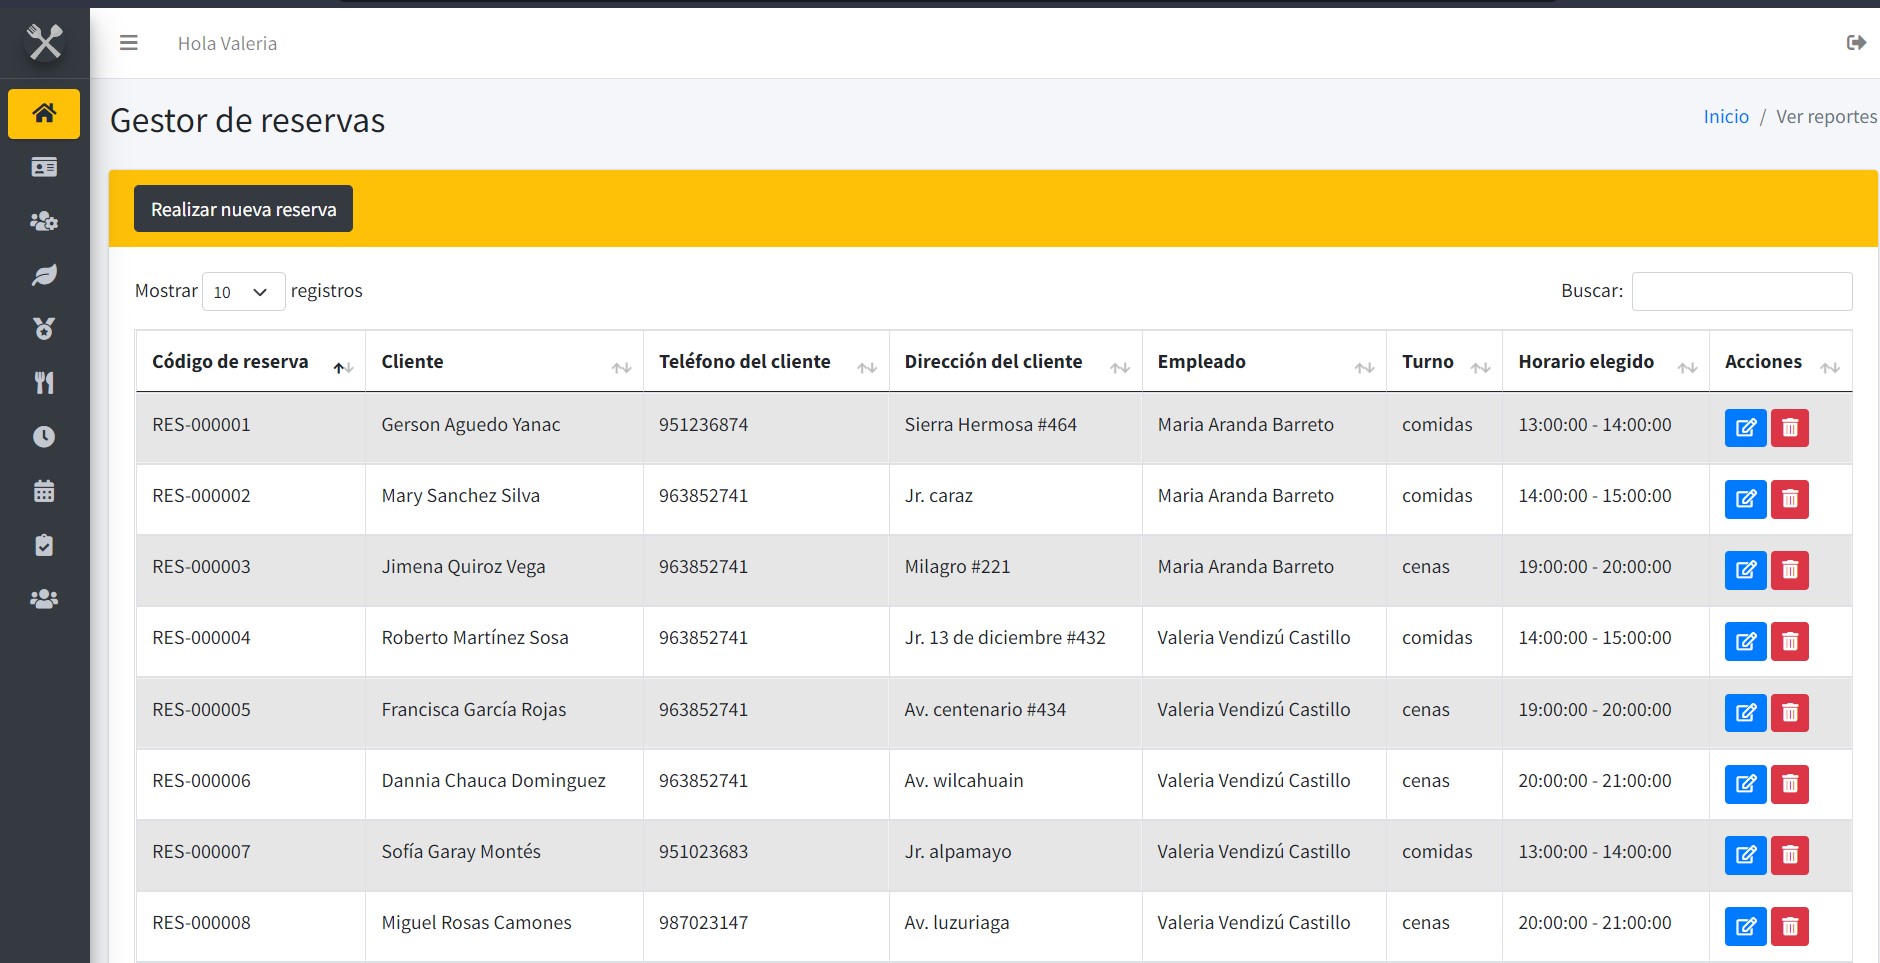 Hola Valeria
Gestor de reservas
Inicio / Ver reportes
Realizar nueva reserva
Mostrar 10 registros
Buscar:
Código de reserva Cliente Teléfono del cliente Dirección del cliente Empleado Turno Horario elegido Acciones
RES-000001 Gerson Aguedo Yanac 951236874 Sierra Hermosa #464 Maria Aranda Barreto comidas 13:00:00 - 14:00:00
RES-000002 Mary Sanchez Silva 963852741 Jr. caraz Maria Aranda Barreto comidas 14:00:00 - 15:00:00
RES-000003 Jimena Quiroz Vega 963852741 Milagro #221 Maria Aranda Barreto cenas 19:00:00 - 20:00:00
RES-000004 Roberto Martínez Sosa 963852741 Jr. 13 de diciembre #432 Valeria Vendizú Castillo comidas 14:00:00 - 15:00:00
RES-000005 Francisca García Rojas 963852741 Av. centenario #434 Valeria Vendizú Castillo cenas 19:00:00 - 20:00:00
RES-000006 Dannia Chauca Dominguez 963852741 Av. wilcahuain Valeria Vendizú Castillo cenas 20:00:00 - 21:00:00
RES-000007 Sofía Garay Montés 951023683 Jr. alpamayo Valeria Vendizú Castillo comidas 13:00:00 - 14:00:00
RES-000008 Miguel Rosas Camones 987023147 Av. luzuriaga Valeria Vendizú Castillo cenas 20:00:00 - 21:00:00